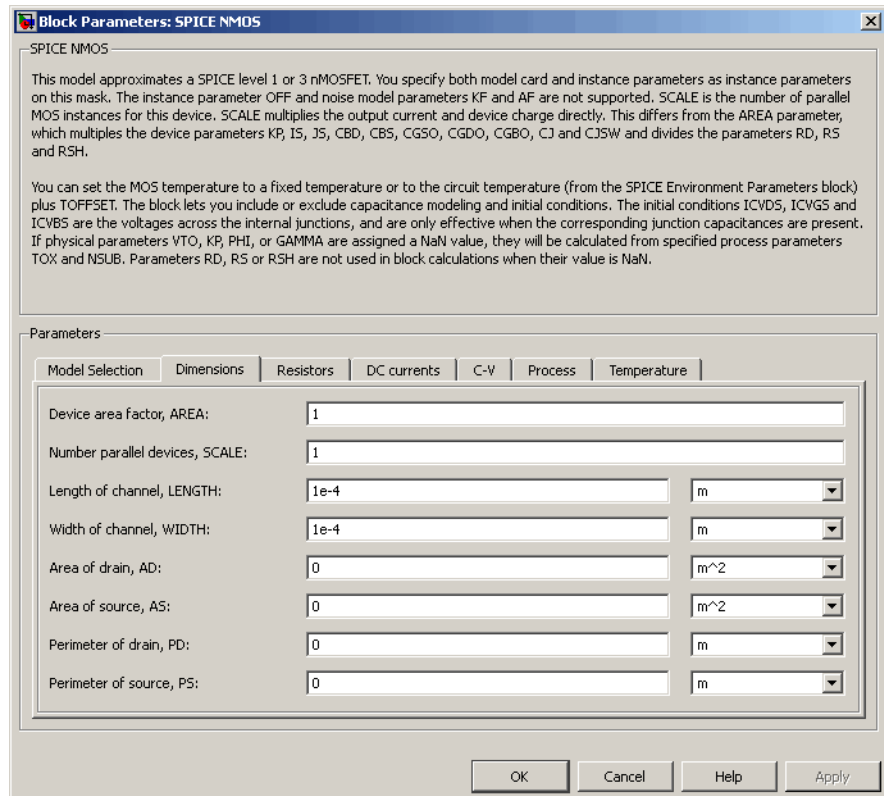 Block Parameters: SPICE NMOS
SPICE NMOS
This model approximates a SPICE level 1 or 3 nMOSFET. You specify both model card and instance parameters as instance parameters
on this mask. The instance parameter OFF and noise model parameters KF and AF are not supported. SCALE is the number of parallel
MOS instances for this device. SCALE multiplies the output current and device charge directly. This differs from the AREA parameter,
which multiples the device parameters KP, IS, JS, CBD, CBS, CGSO, CGDO, CGBO, CJ and CJSW and divides the parameters RD, RS
and RSH.
You can set the MOS temperature to a fixed temperature or to the circuit temperature (from the SPICE Environment Parameters block)
plus TOFFSET. The block lets you include or exclude capacitance modeling and initial conditions. The initial conditions ICVDS, ICVGS and
ICVBS are the voltages across the internal junctions, and are only effective when the corresponding junction capacitances are present.
If physical parameters VTO, KP, PHI, or GAMMA are assigned a NaN value, they will be calculated from specified process parameters
TOX and NSUB. Parameters RD, RS or RSH are not used in block calculations when their value is NaN.
Parameters
Model Selection Dimensions Resistors DC currents C-V Process Temperature
Device area factor, AREA: 1
Number parallel devices, SCALE: 1
Length of channel, LENGTH: 1e-4 m
Width of channel, WIDTH: 1e-4 m
Area of drain, AD: 0 m^2
Area of source, AS: 0 m^2
Perimeter of drain, PD: 0 m
Perimeter of source, PS: 0 m
OK Cancel Help Apply